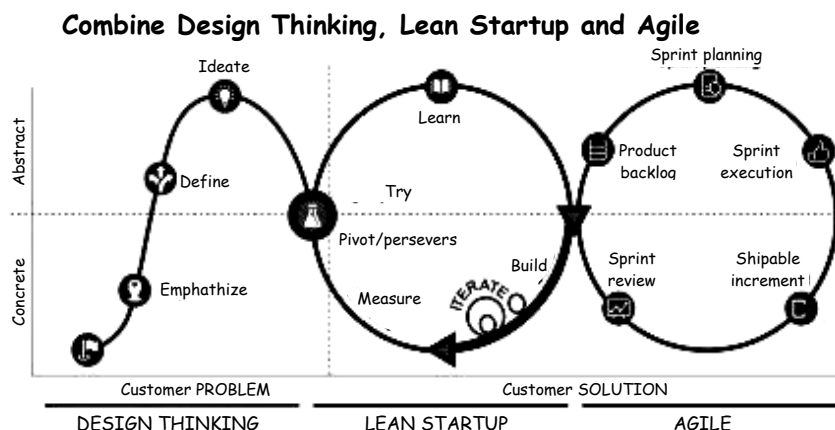 Combine Design Thinking, Lean Startup and Agile
Sprint planning
Ideate
Learn
Product
backloq
Sprint
execution
Define
Try
Pivot/persevers
Emphathize
Measure
Build
ITERATE
Sprint
review
Shipable
increment
Abstract
Concrete
Customer PROBLEM
Customer SOLUTION
DESIGN THINKING
LEAN STARTUP
AGILE